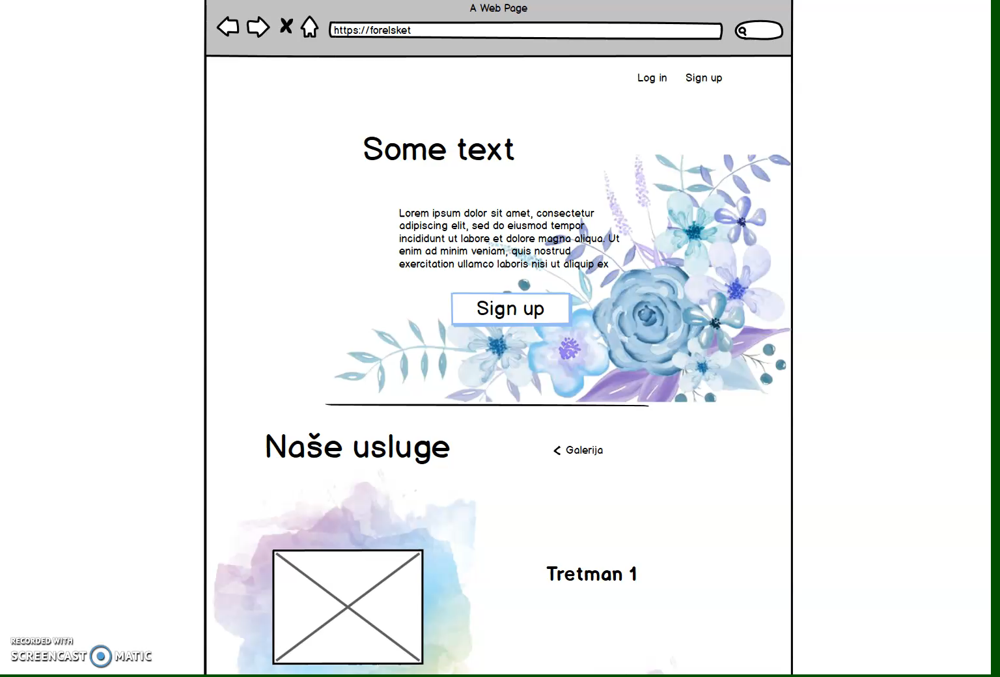 A Web Page
https://forelsket
Log in
Sign up
Some text
Lorem ipsum dolor sit amet, consectetur
adipiscing elit, sed do eiusmod tempor
incididunt ut labore et dolore magna aliqua. Ut
enim ad minim veniam, quis nostrud
exercitation ullamco laboris nisi ut aliquip ex
Sign up
Naše usluge
Galerija
Tretman 1
RECORDED WITH
SCREENCAST MATIC